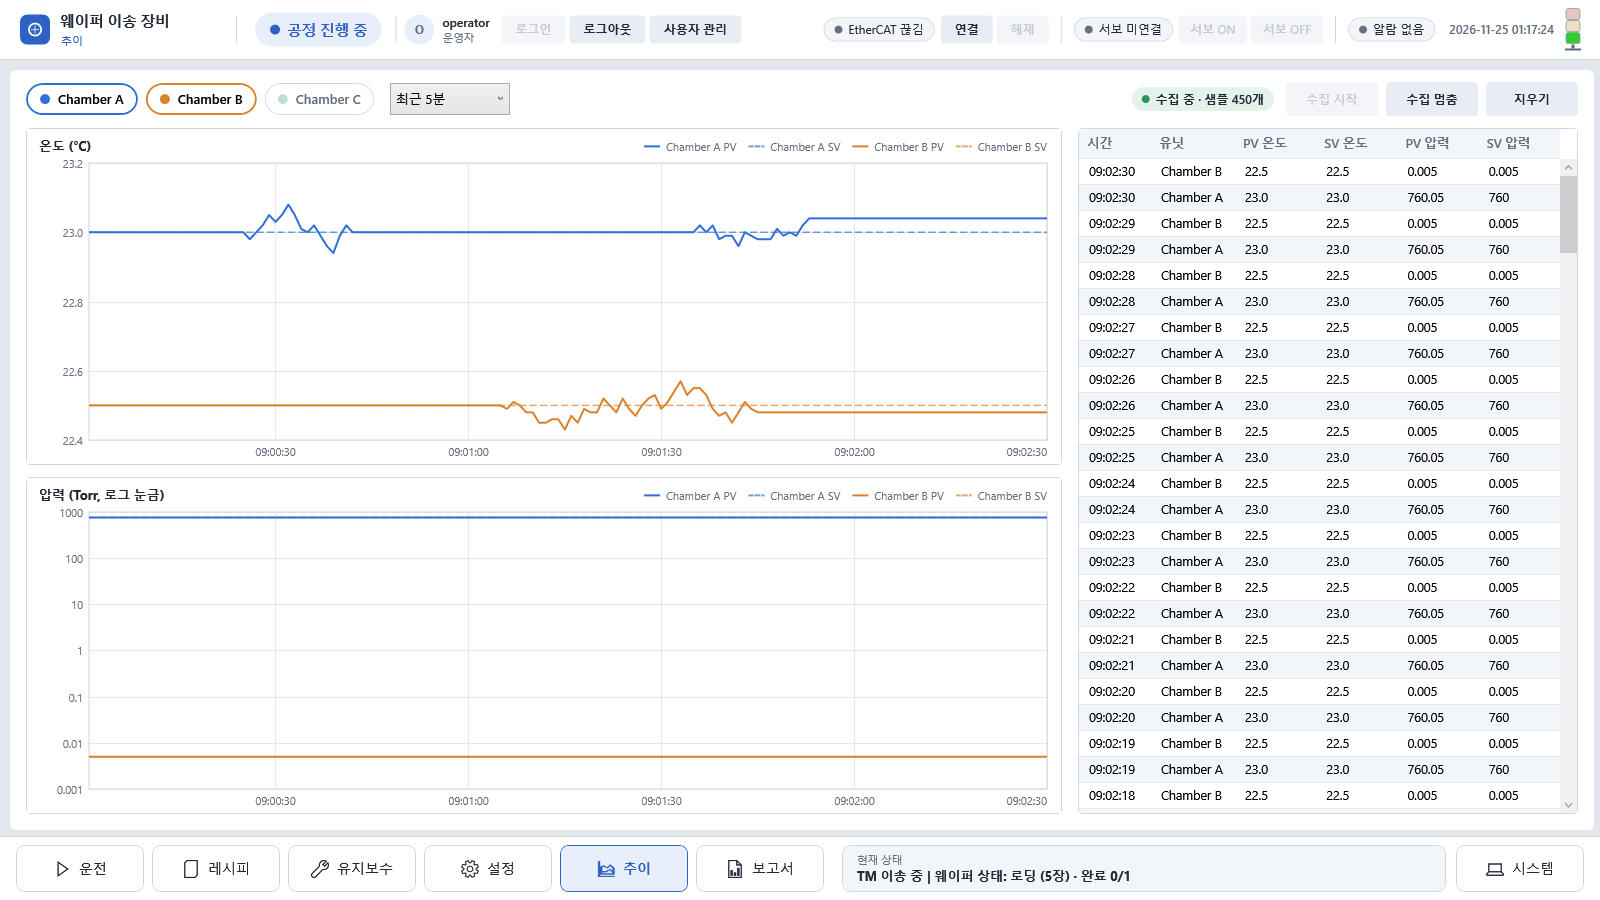 웨이퍼 이송 장비
추이
공정 진행 중
O
operator
운영자
로그인
로그아웃
사용자 관리
EtherCAT 끊김
연결
해제
서보 미연결
서보 ON
서보 OFF
알람 없음
2026-11-25 01:17:24
Chamber A
Chamber B
Chamber C
최근 5분
수집 중 · 샘플 450개
수집 시작
수집 멈춤
지우기
온도 (°C)
Chamber A PV
Chamber A SV
Chamber B PV
Chamber B SV
23.2
23.0
22.8
22.6
22.4
09:00:30
09:01:00
09:01:30
09:02:00
09:02:30
압력 (Torr, 로그 눈금)
Chamber A PV
Chamber A SV
Chamber B PV
Chamber B SV
1000
100
10
1
0.1
0.01
0.001
09:00:30
09:01:00
09:01:30
09:02:00
09:02:30
시간 유닛 PV 온도 SV 온도 PV 압력 SV 압력
09:02:30 Chamber B 22.5 22.5 0.005 0.005
09:02:30 Chamber A 23.0 23.0 760.05 760
09:02:29 Chamber B 22.5 22.5 0.005 0.005
09:02:29 Chamber A 23.0 23.0 760.05 760
09:02:28 Chamber B 22.5 22.5 0.005 0.005
09:02:28 Chamber A 23.0 23.0 760.05 760
09:02:27 Chamber B 22.5 22.5 0.005 0.005
09:02:27 Chamber A 23.0 23.0 760.05 760
09:02:26 Chamber B 22.5 22.5 0.005 0.005
09:02:26 Chamber A 23.0 23.0 760.05 760
09:02:25 Chamber B 22.5 22.5 0.005 0.005
09:02:25 Chamber A 23.0 23.0 760.05 760
09:02:24 Chamber B 22.5 22.5 0.005 0.005
09:02:24 Chamber A 23.0 23.0 760.05 760
09:02:23 Chamber B 22.5 22.5 0.005 0.005
09:02:23 Chamber A 23.0 23.0 760.05 760
09:02:22 Chamber B 22.5 22.5 0.005 0.005
09:02:22 Chamber A 23.0 23.0 760.05 760
09:02:21 Chamber B 22.5 22.5 0.005 0.005
09:02:21 Chamber A 23.0 23.0 760.05 760
09:02:20 Chamber B 22.5 22.5 0.005 0.005
09:02:20 Chamber A 23.0 23.0 760.05 760
09:02:19 Chamber B 22.5 22.5 0.005 0.005
09:02:19 Chamber A 23.0 23.0 760.05 760
09:02:18 Chamber B 22.5 22.5 0.005 0.005
운전
레시피
유지보수
설정
추이
보고서
현재 상태
TM 이송 중 | 웨이퍼 상태: 로딩 (5장) · 완료 0/1
시스템